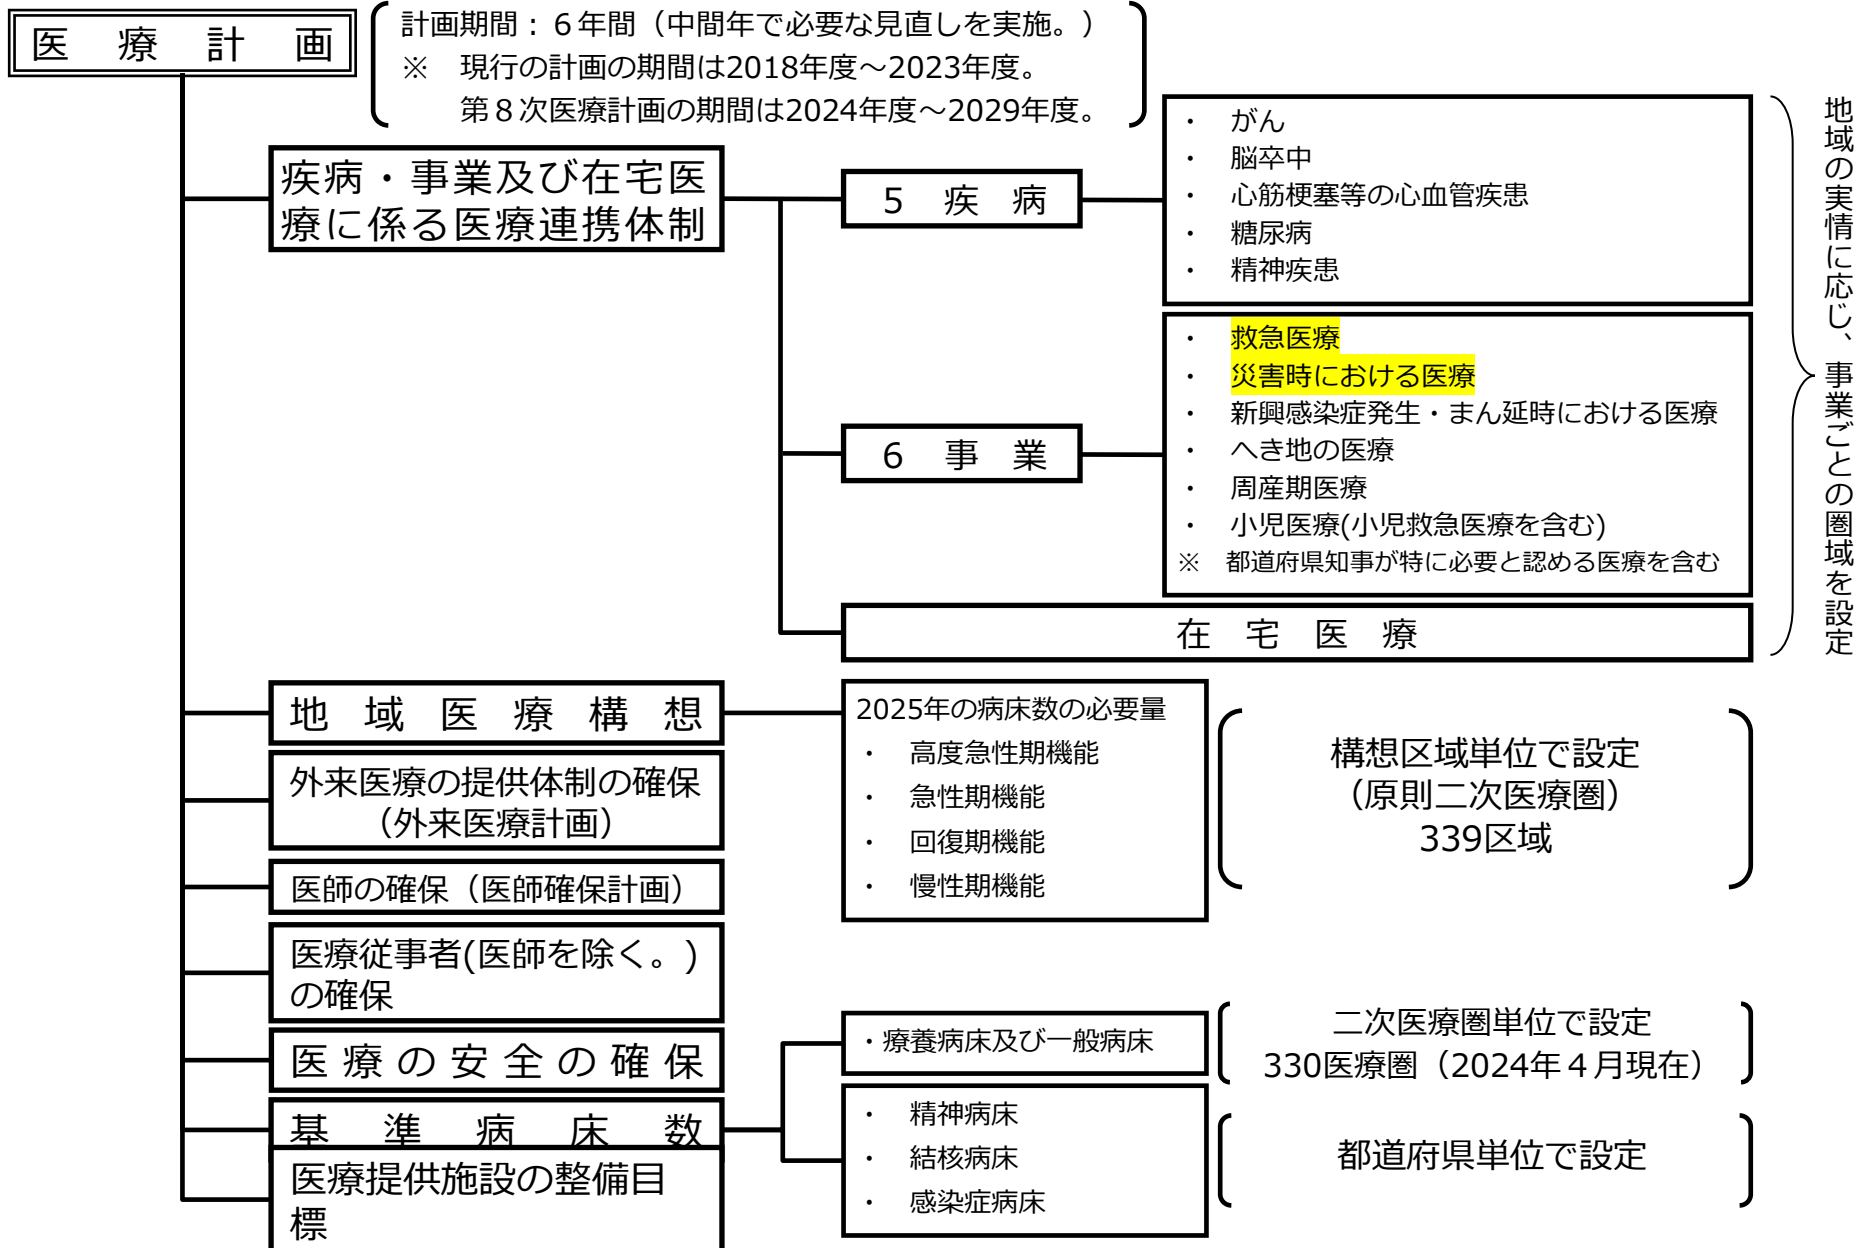 医療計画
計画期間：６年間（中間年で必要な見直しを実施。）
※　現行の計画の期間は2018年度～2023年度。
第８次医療計画の期間は2024年度～2029年度。
疾病・事業及び在宅医
療に係る医療連携体制
5　疾　病
・　がん
・　脳卒中
・　心筋梗塞等の心血管疾患
・　糖尿病
・　精神疾患
6　事　業
・　救急医療
・　災害時における医療
・　新興感染症発生・まん延時における医療
・　へき地の医療
・　周産期医療
・　小児医療(小児救急医療を含む)
※　都道府県知事が特に必要と認める医療を含む
在　宅　医　療
地域の実情に応じ、事業ごとの圏域を設定
地域医療構想
2025年の病床数の必要量
・　高度急性期機能
・　急性期機能
・　回復期機能
・　慢性期機能
構想区域単位で設定
（原則二次医療圏）
339区域
外来医療の提供体制の確保
（外来医療計画）
医師の確保（医師確保計画）
医療従事者(医師を除く。)
の確保
医療の安全の確保
基準病床数
・療養病床及び一般病床
二次医療圏単位で設定
330医療圏（2024年４月現在）
・　精神病床
・　結核病床
・　感染症病床
都道府県単位で設定
医療提供施設の整備目
標